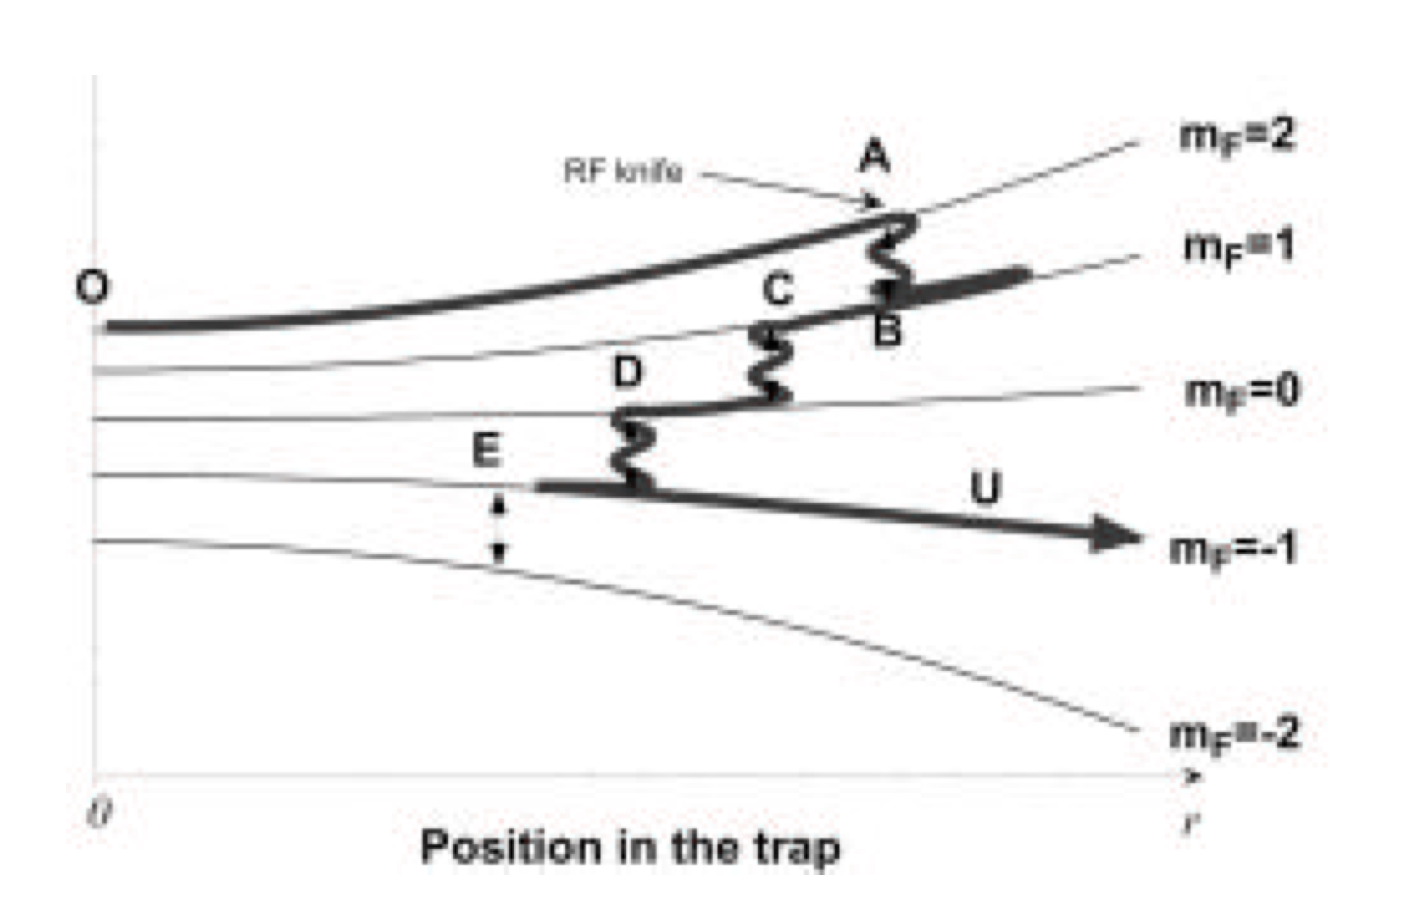 A
m_F=2
RF knife
m_F=1
O
C
B
D
m_F=0
E
U
m_F=-1
m_F=-2
0
r
Position in the trap